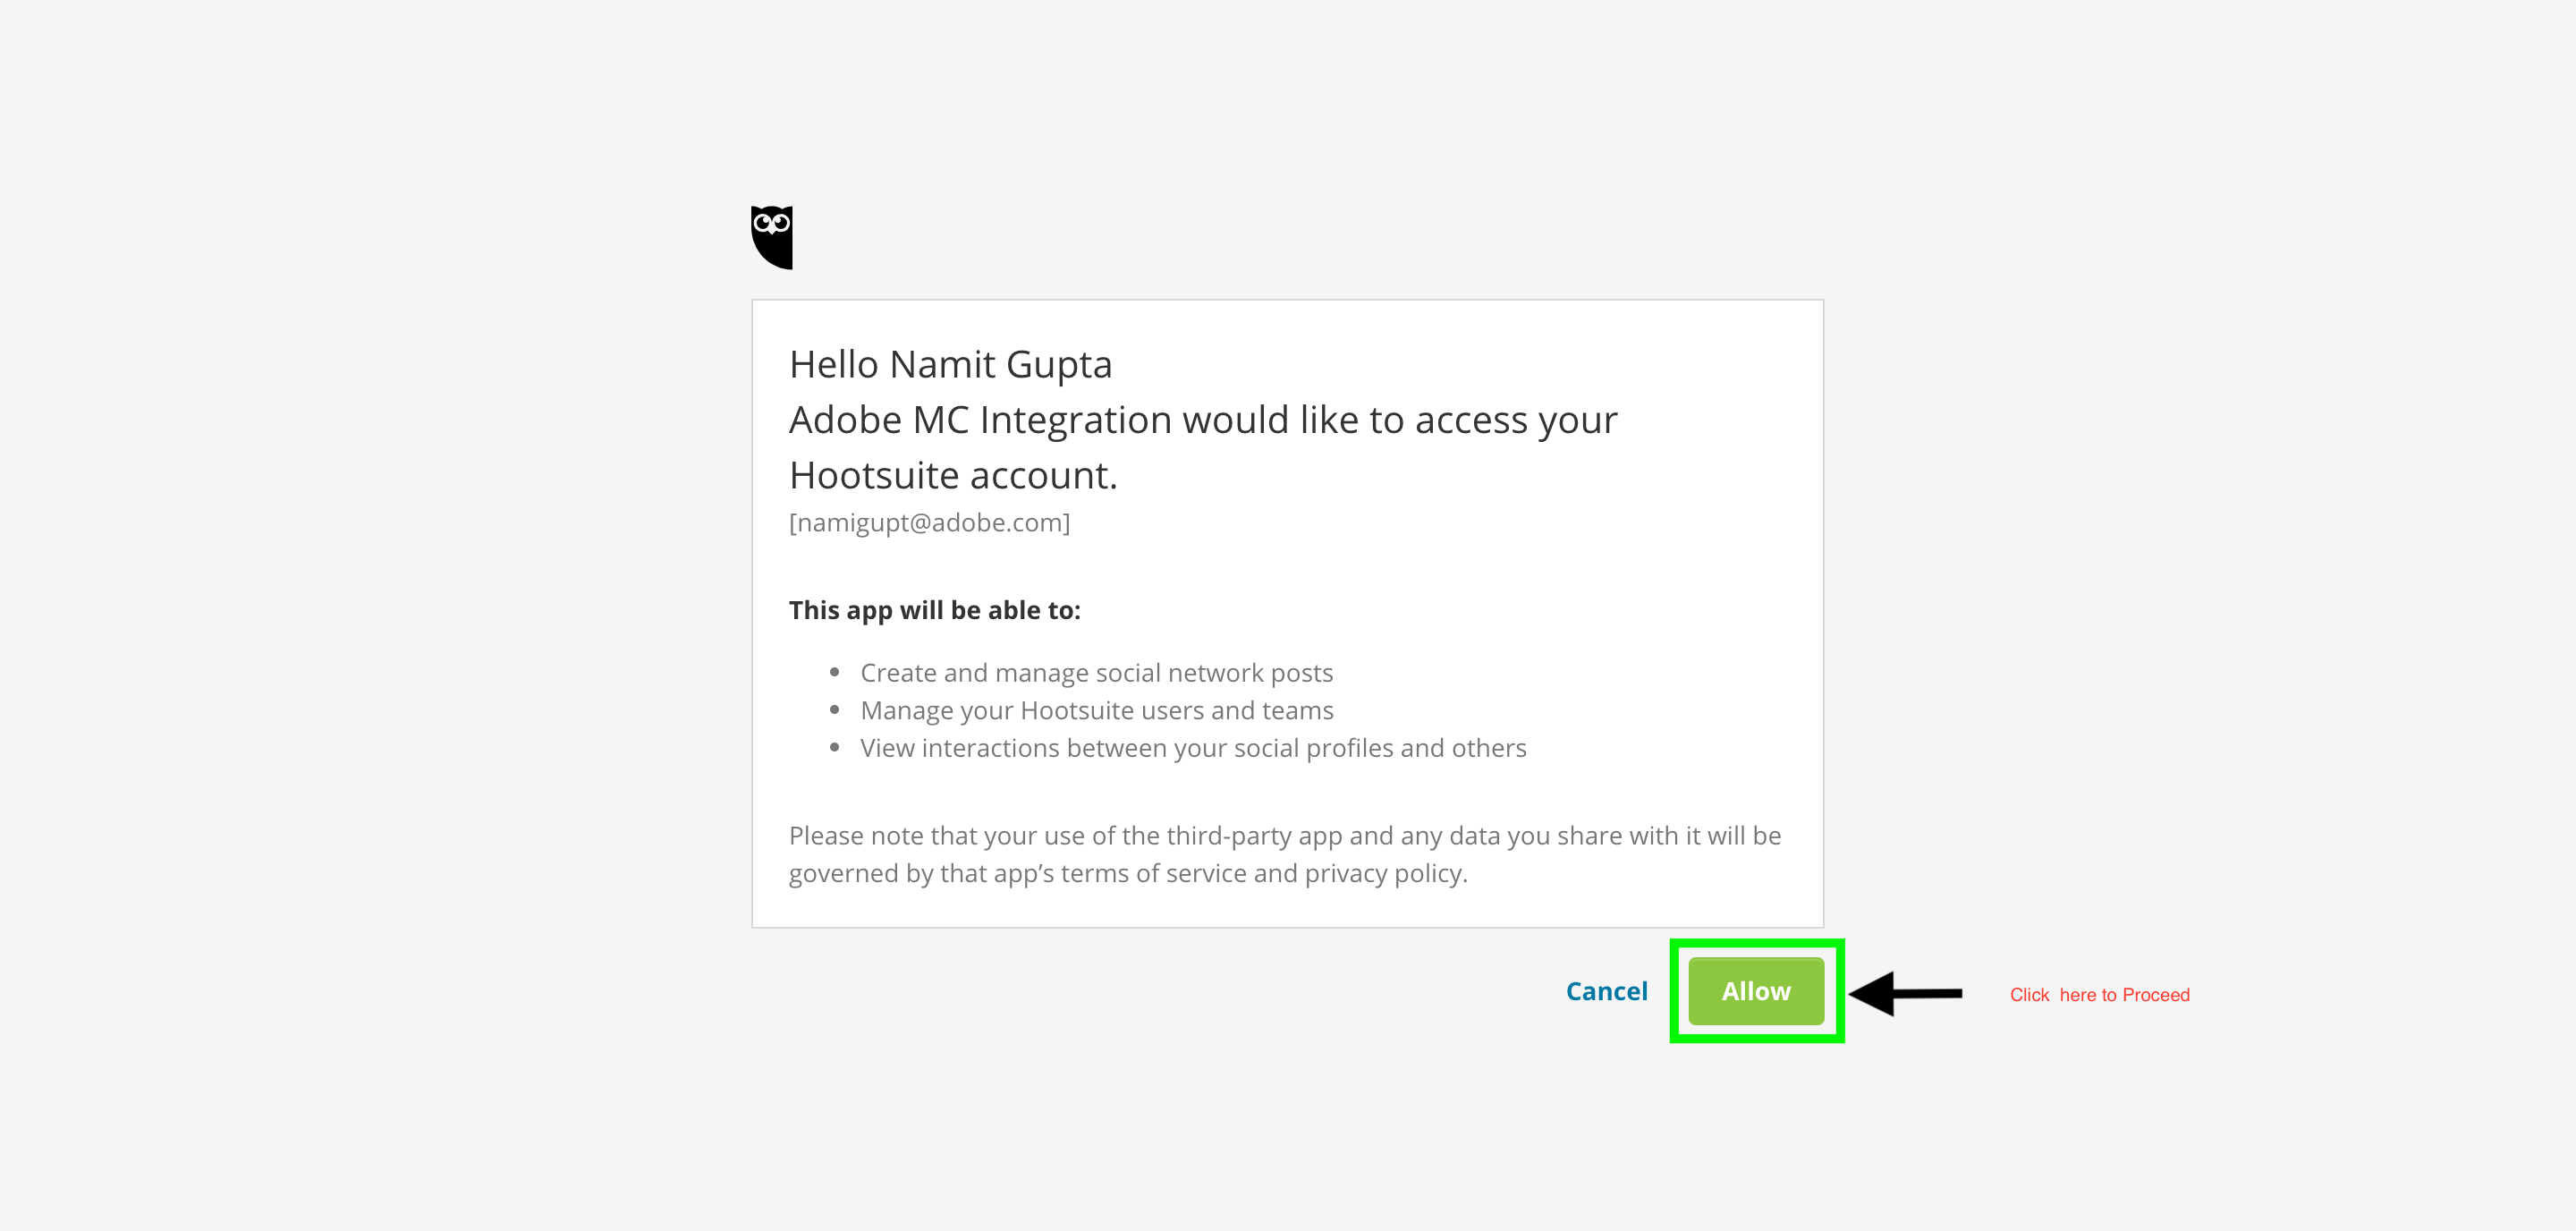 Hello Namit Gupta
Adobe MC Integration would like to access your
Hootsuite account.
[namigupt@adobe.com]
This app will be able to:
Create and manage social network posts
Manage your Hootsuite users and teams
View interactions between your social profiles and others
Please note that your use of the third-party app and any data you share with it will be
governed by that app’s terms of service and privacy policy.
Cancel
Allow
Click  here to Proceed